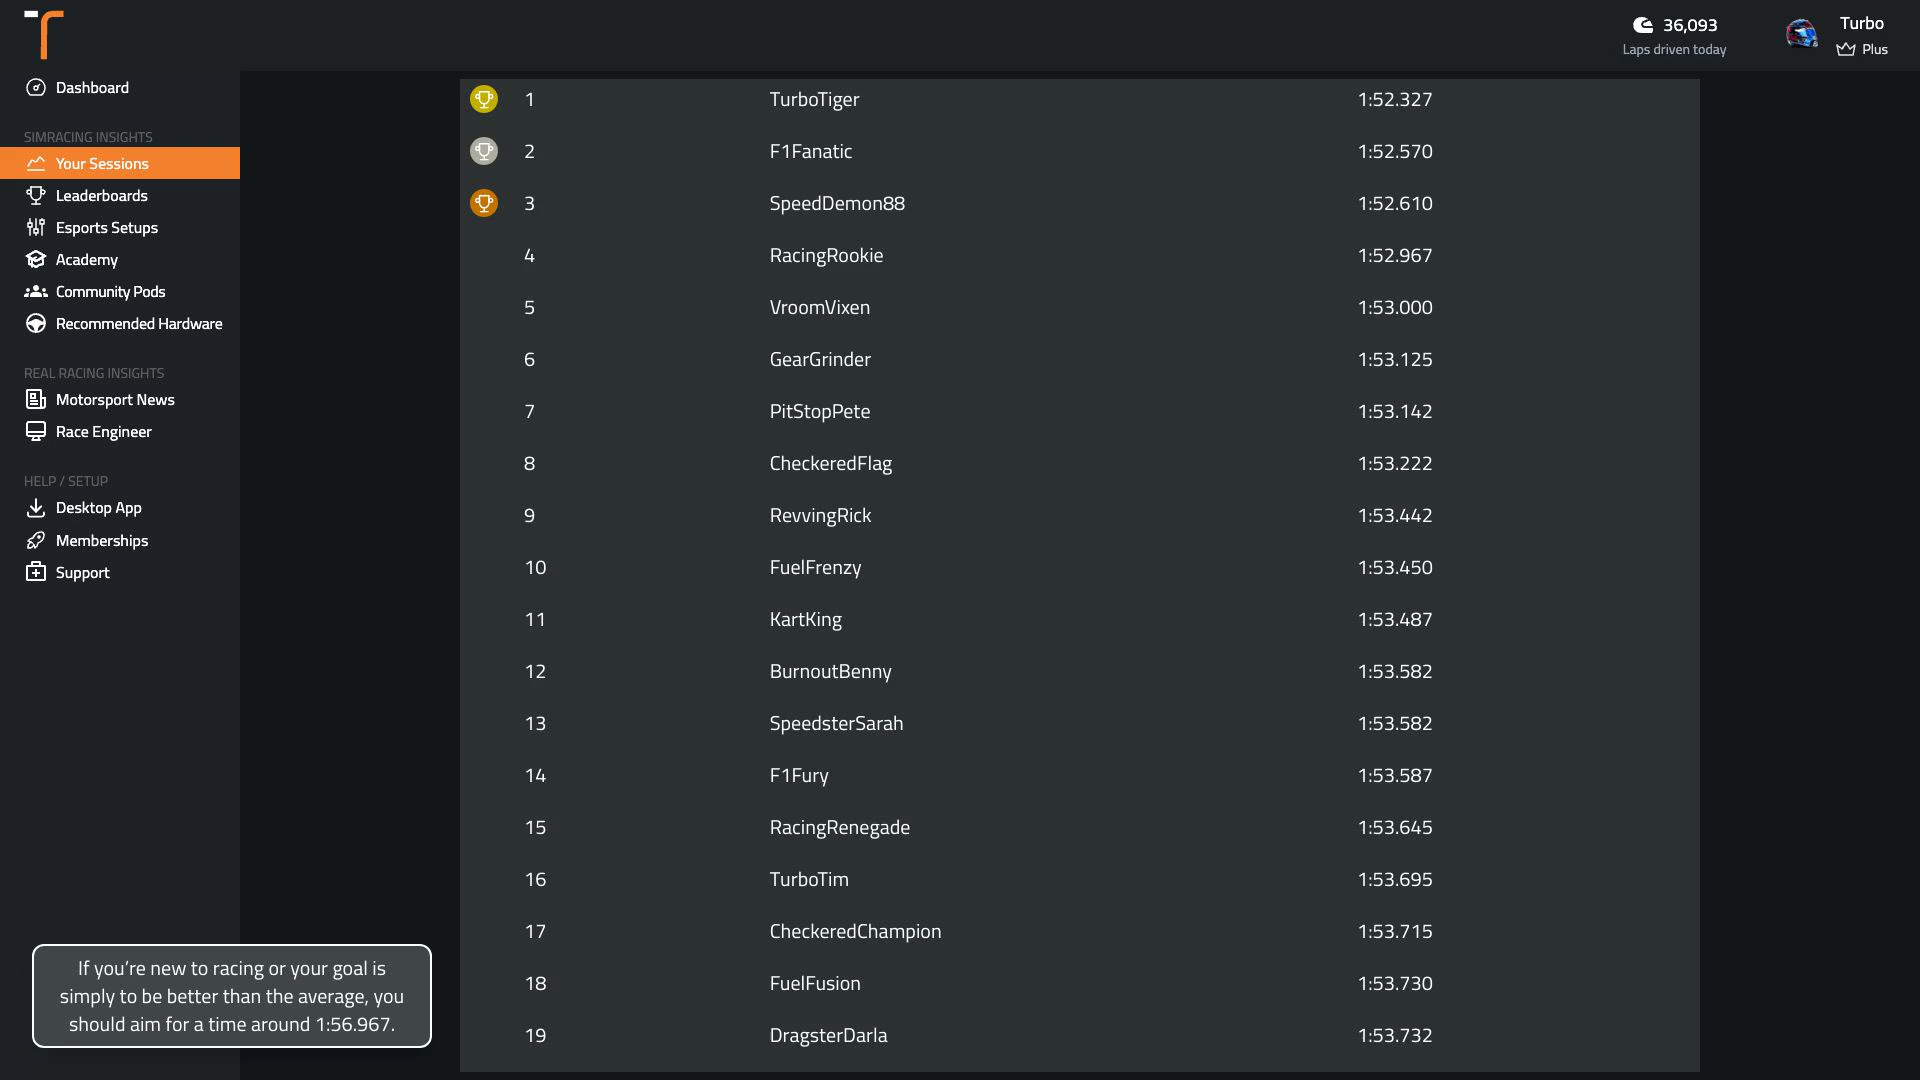 36,093
Laps driven today
Turbo
Plus
Dashboard
SIMRACING INSIGHTS
Your Sessions
Leaderboards
Esports Setups
Academy
Community Pods
Recommended Hardware
REAL RACING INSIGHTS
Motorsport News
Race Engineer
HELP / SETUP
Desktop App
Memberships
Support
If you’re new to racing or your goal is
simply to be better than the average, you
should aim for a time around 1:56.967.
1 TurboTiger 1:52.327
2 F1Fanatic 1:52.570
3 SpeedDemon88 1:52.610
4 RacingRookie 1:52.967
5 VroomVixen 1:53.000
6 GearGrinder 1:53.125
7 PitStopPete 1:53.142
8 CheckeredFlag 1:53.222
9 RevvingRick 1:53.442
10 FuelFrenzy 1:53.450
11 KartKing 1:53.487
12 BurnoutBenny 1:53.582
13 SpeedsterSarah 1:53.582
14 F1Fury 1:53.587
15 RacingRenegade 1:53.645
16 TurboTim 1:53.695
17 CheckeredChampion 1:53.715
18 FuelFusion 1:53.730
19 DragsterDarla 1:53.732